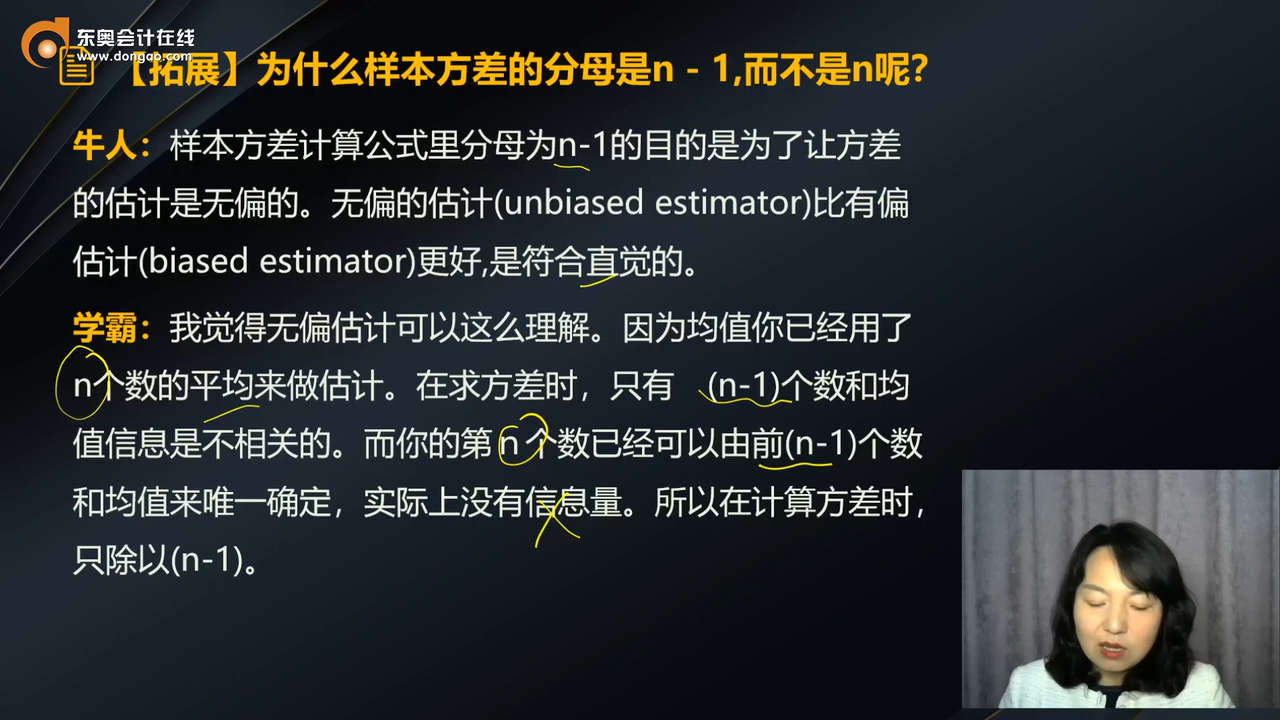 东奥会计在线
www.dongao.com
【拓展】为什么样本方差的分母是n - 1,而不是n呢?
牛人：样本方差计算公式里分母为n-1的目的是为了让方差
的估计是无偏的。无偏的估计(unbiased estimator)比有偏
估计(biased estimator)更好,是符合直觉的。
学霸：我觉得无偏估计可以这么理解。因为均值你已经用了
n个数的平均来做估计。在求方差时，只有 (n-1)个数和均
值信息是不相关的。而你的第n个数已经可以由前(n-1)个数
和均值来唯一确定，实际上没有信息量。所以在计算方差时，
只除以(n-1)。